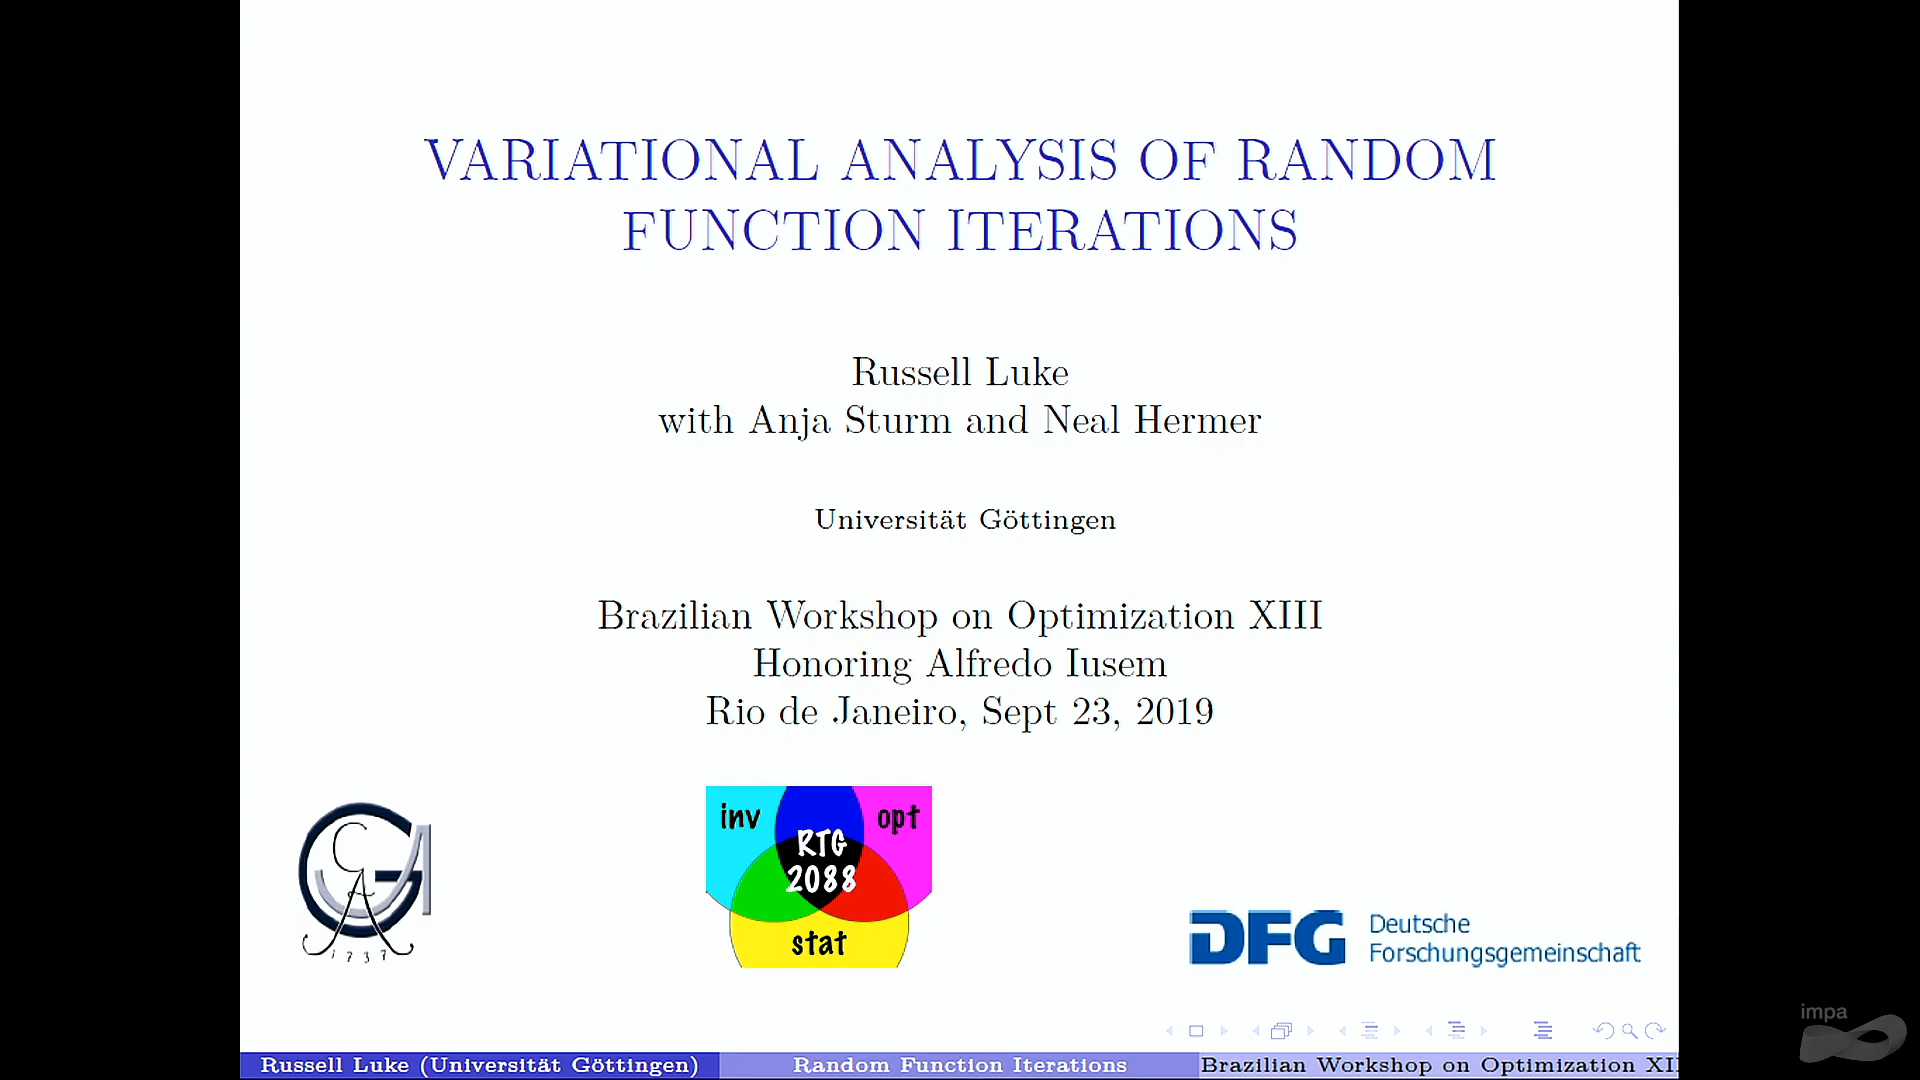 VARIATIONAL ANALYSIS OF RANDOM
FUNCTION ITERATIONS
Russell Luke
with Anja Sturm and Neal Hermer
Universität Göttingen
Brazilian Workshop on Optimization XIII
Honoring Alfredo Iusem
Rio de Janeiro, Sept 23, 2019
inv
opt
RTG
2088
stat
1737
DFG
Deutsche
Forschungsgemeinschaft
impa
Russell Luke (Universität Göttingen)
Random Function Iterations
Brazilian Workshop on Optimization XI